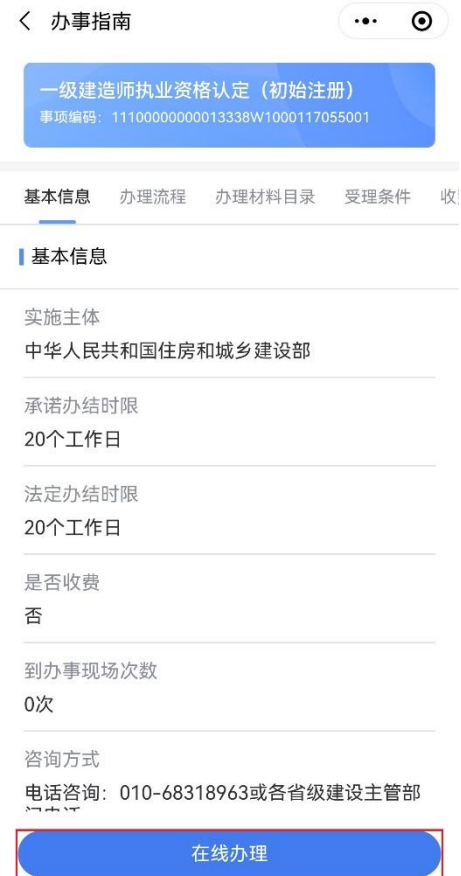 办事指南
一级建造师执业资格认定（初始注册）
事项编码：11100000000013338W1000117055001
基本信息 办理流程 办理材料目录 受理条件
基本信息
实施主体
中华人民共和国住房和城乡建设部
承诺办结时限
20个工作日
法定办结时限
20个工作日
是否收费
否
到办事现场次数
0次
咨询方式
电话咨询：010-68318963或各省级建设主管部
在线办理